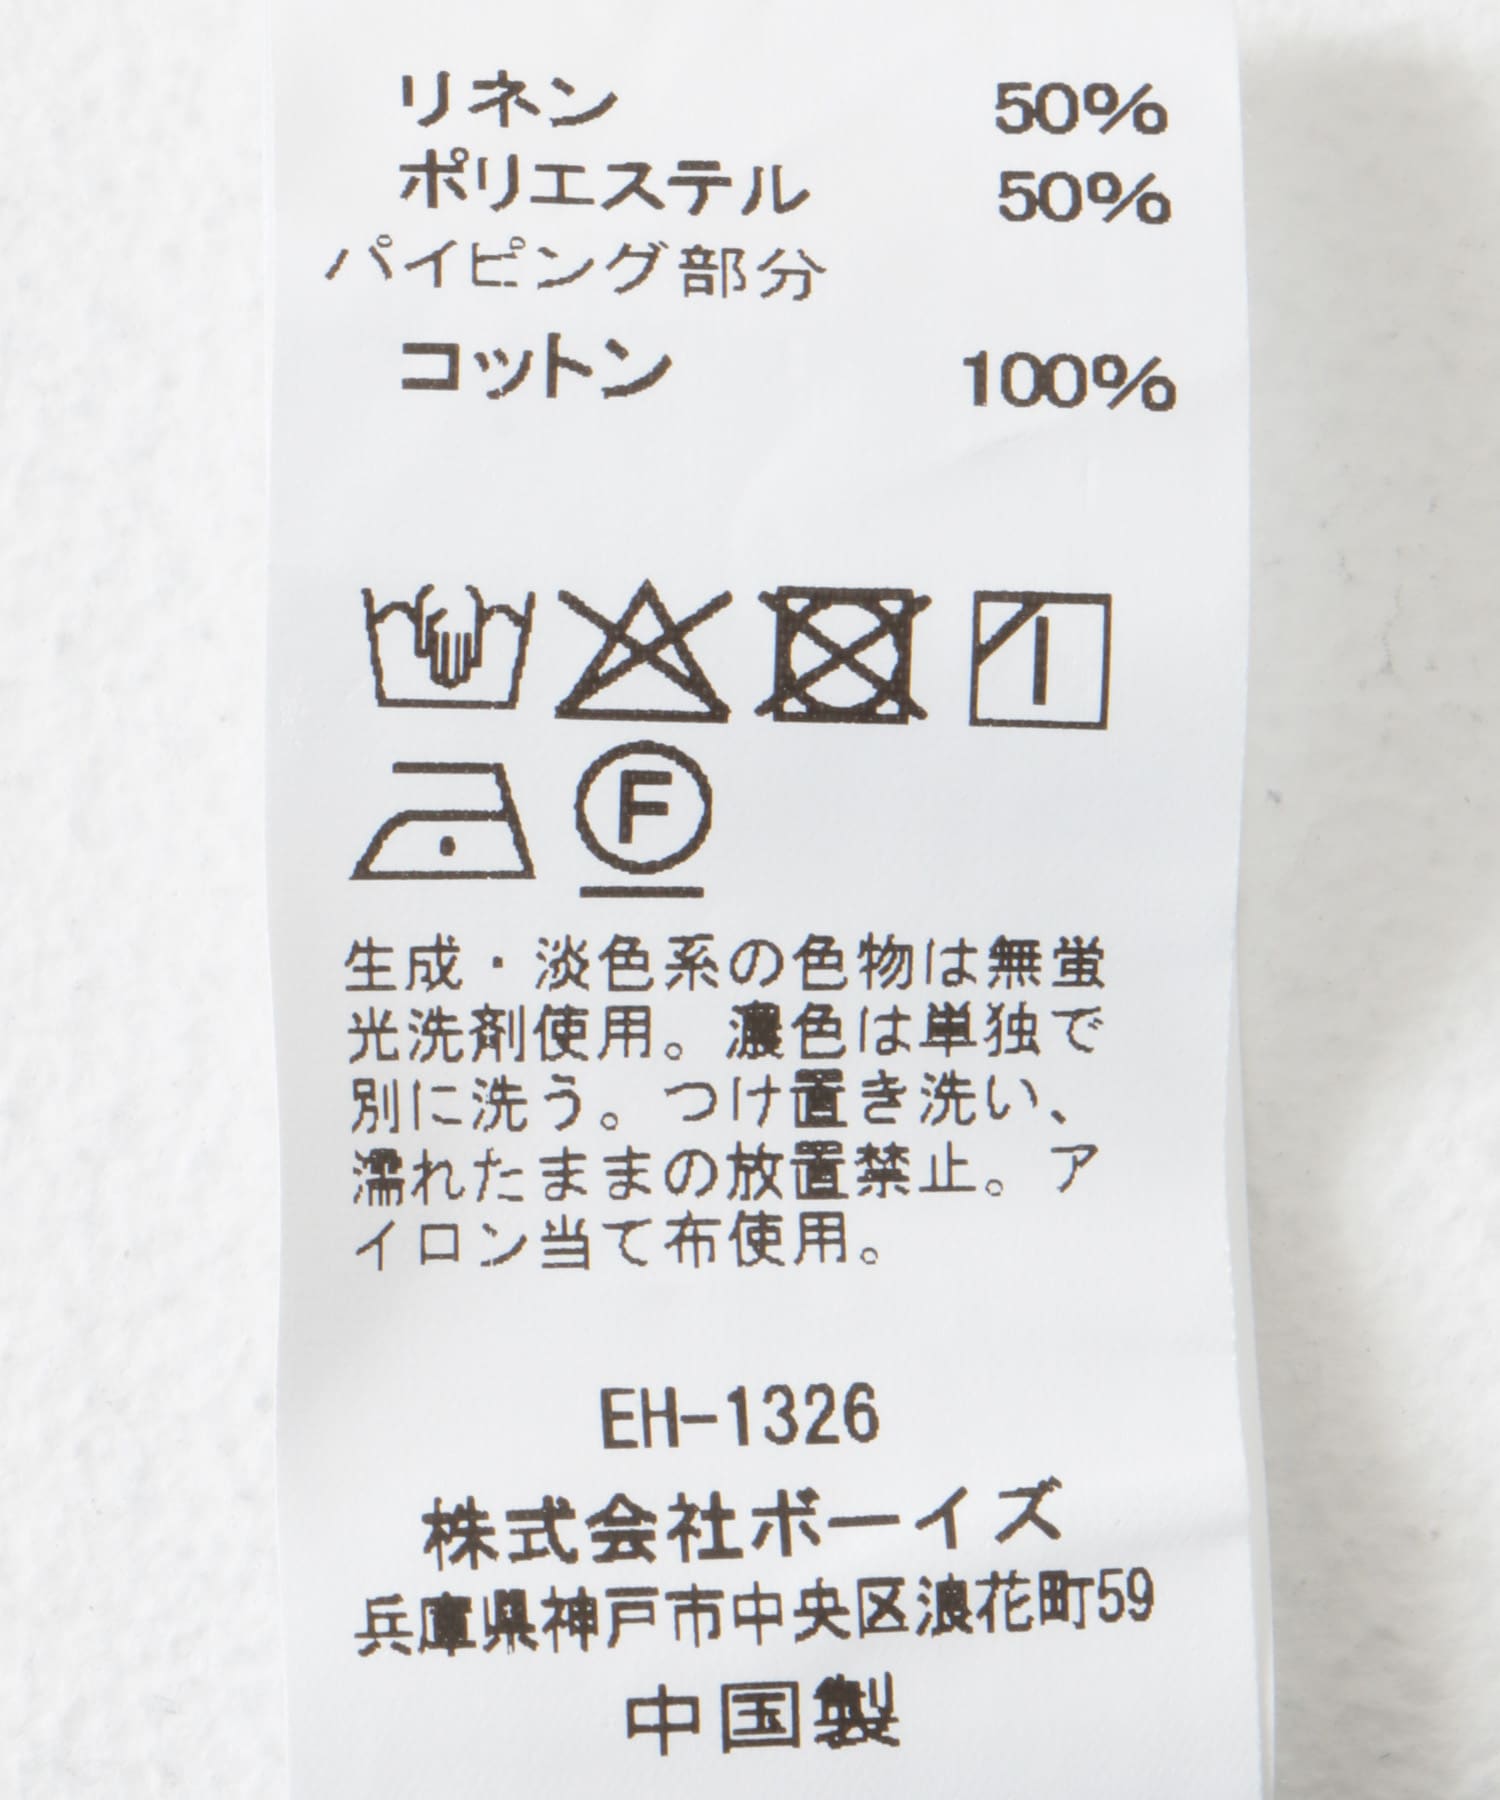 リネン 50%
ポリエステル 50%
パイピング部分
コットン 100%
F
生成・淡色系の色物は無蛍
光洗剤使用。濃色は単独で
別に洗う。つけ置き洗い、
濡れたままの放置禁止。ア
イロン当て布使用。
EH-1326
株式会社ボーイズ
兵庫県神戸市中央区浪花町59
中国製